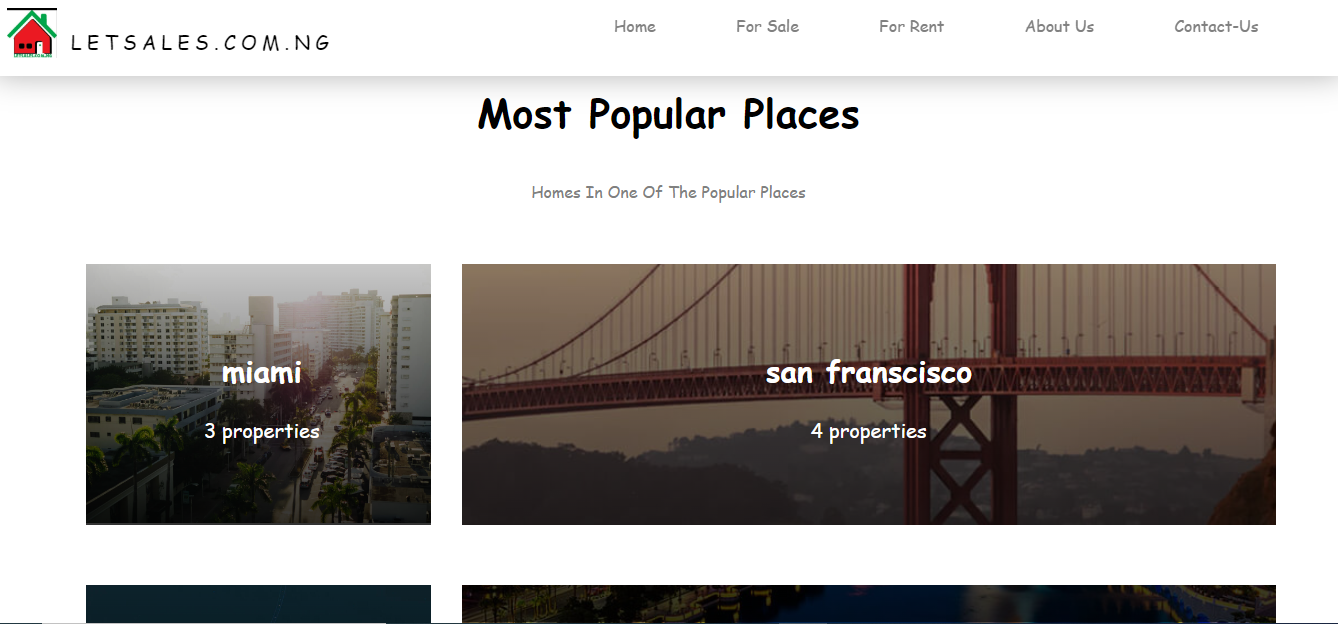 LETSALES.COM.NG
Home For Sale For Rent About Us Contact-Us
Most Popular Places
Homes In One Of The Popular Places
miami
san franscisco
3 properties
4 properties